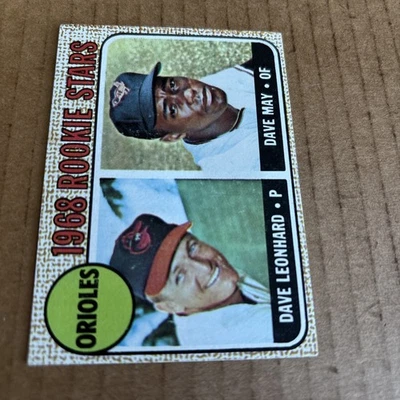 1968 ROOKIE STARS
DAVE MAY • OF
DAVE LEONHARD • P
ORIOLES